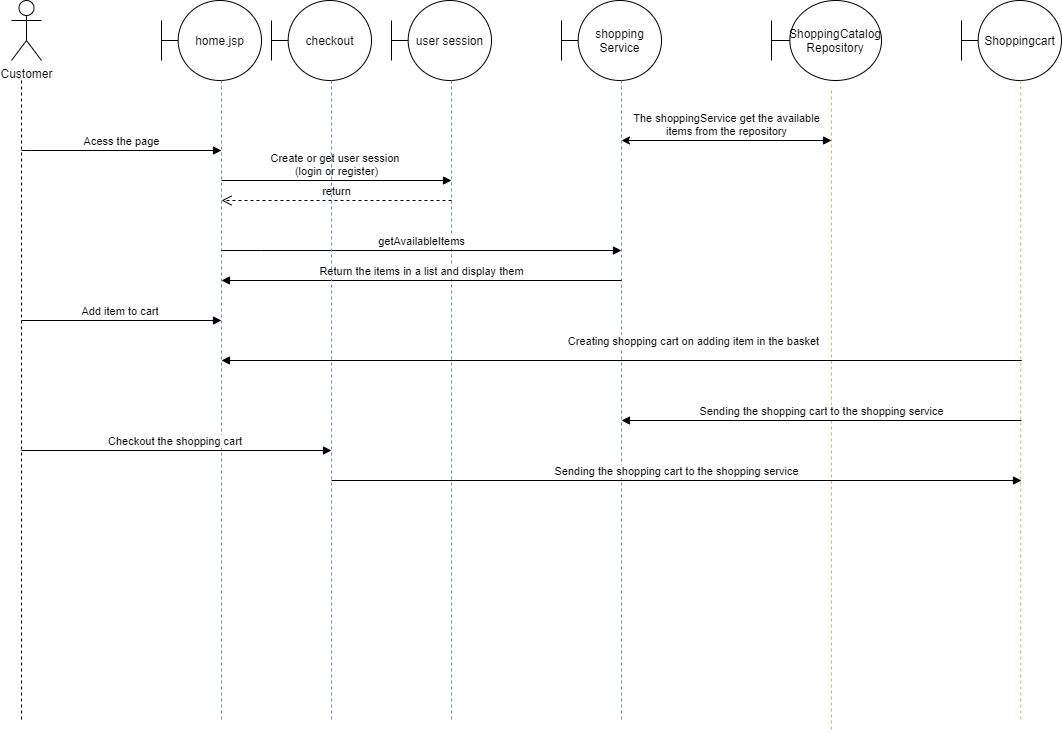 Customer
home.jsp
checkout
user session
shopping
Service
ShoppingCatalog
Repository
Shoppingcart
The shoppingService get the available
items from the repository
Acess the page
Create or get user session
(login or register)
return
getAvailableItems
Return the items in a list and display them
Add item to cart
Creating shopping cart on adding item in the basket
Sending the shopping cart to the shopping service
Checkout the shopping cart
Sending the shopping cart to the shopping service